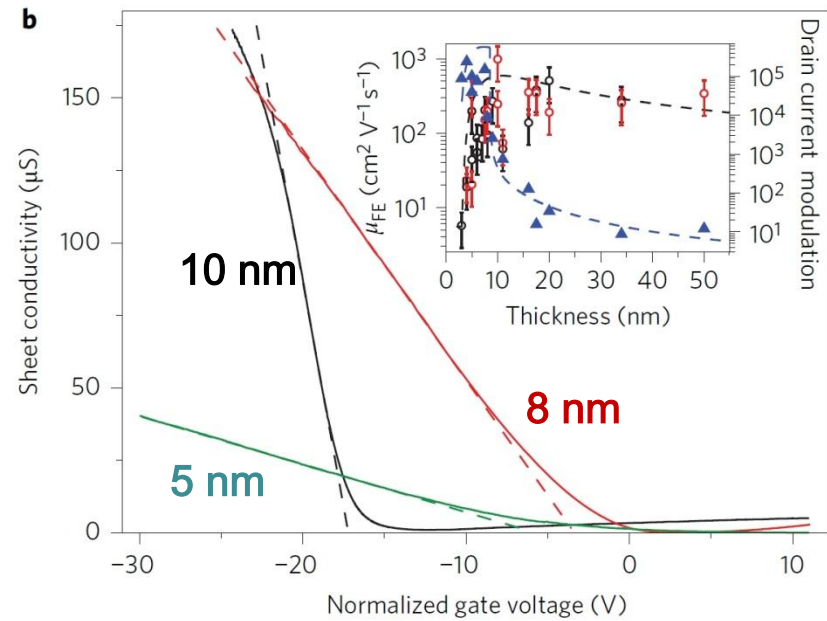 b
Sheet conductivity (μS)
150
100
50
0
−30
−20
−10
0
10
Normalized gate voltage (V)
10 nm
8 nm
5 nm
μFE (cm² V⁻¹ s⁻¹)
10³
10²
10¹
0
10
20
30
40
50
Thickness (nm)
10⁵
10⁴
10³
10²
10¹
Drain current modulation